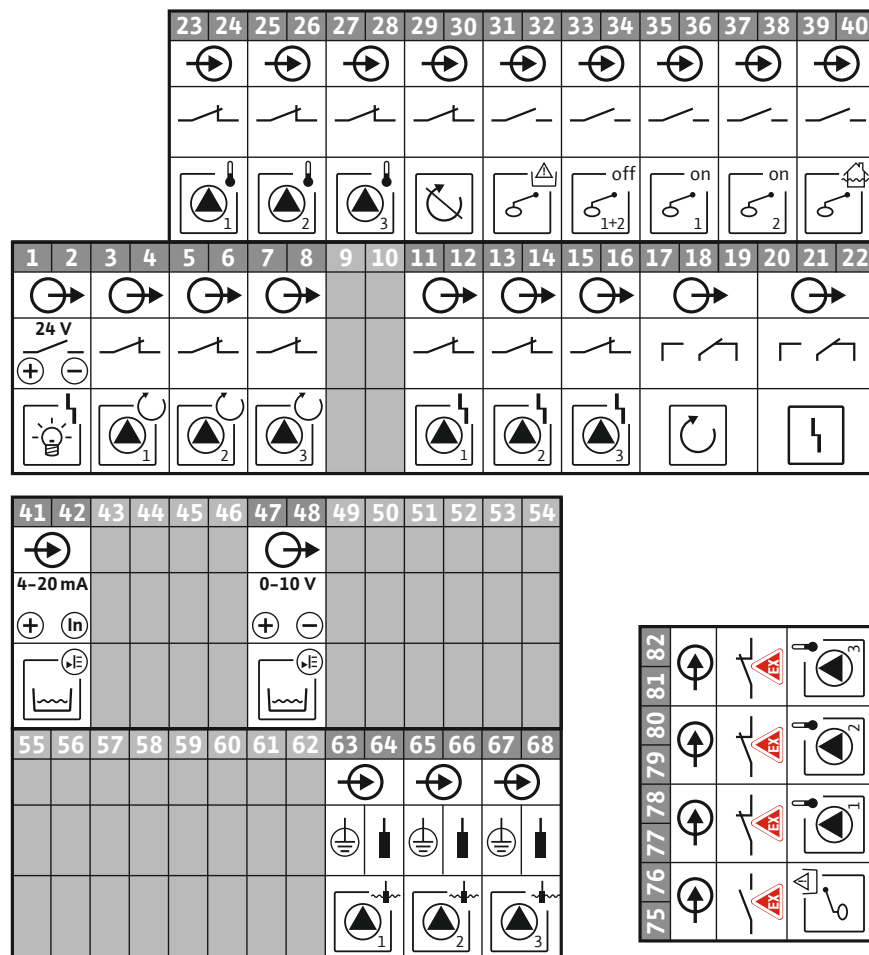 23 24 25 26 27 28 29 30 31 32 33 34 35 36 37 38 39 40
off on on
1 2 3 1+2 1 2
1 2 3 4 5 6 7 8 9 10 11 12 13 14 15 16 17 18 19 20 21 22
24 V
+ −
1 2 3 1 2 3
41 42 43 44 45 46 47 48 49 50 51 52 53 54
4–20 mA 0–10 V
+ In + −
55 56 57 58 59 60 61 62 63 64 65 66 67 68
1 2 3
81 82
EX 3
79 80
EX 2
77 78
EX 1
75 76
EX